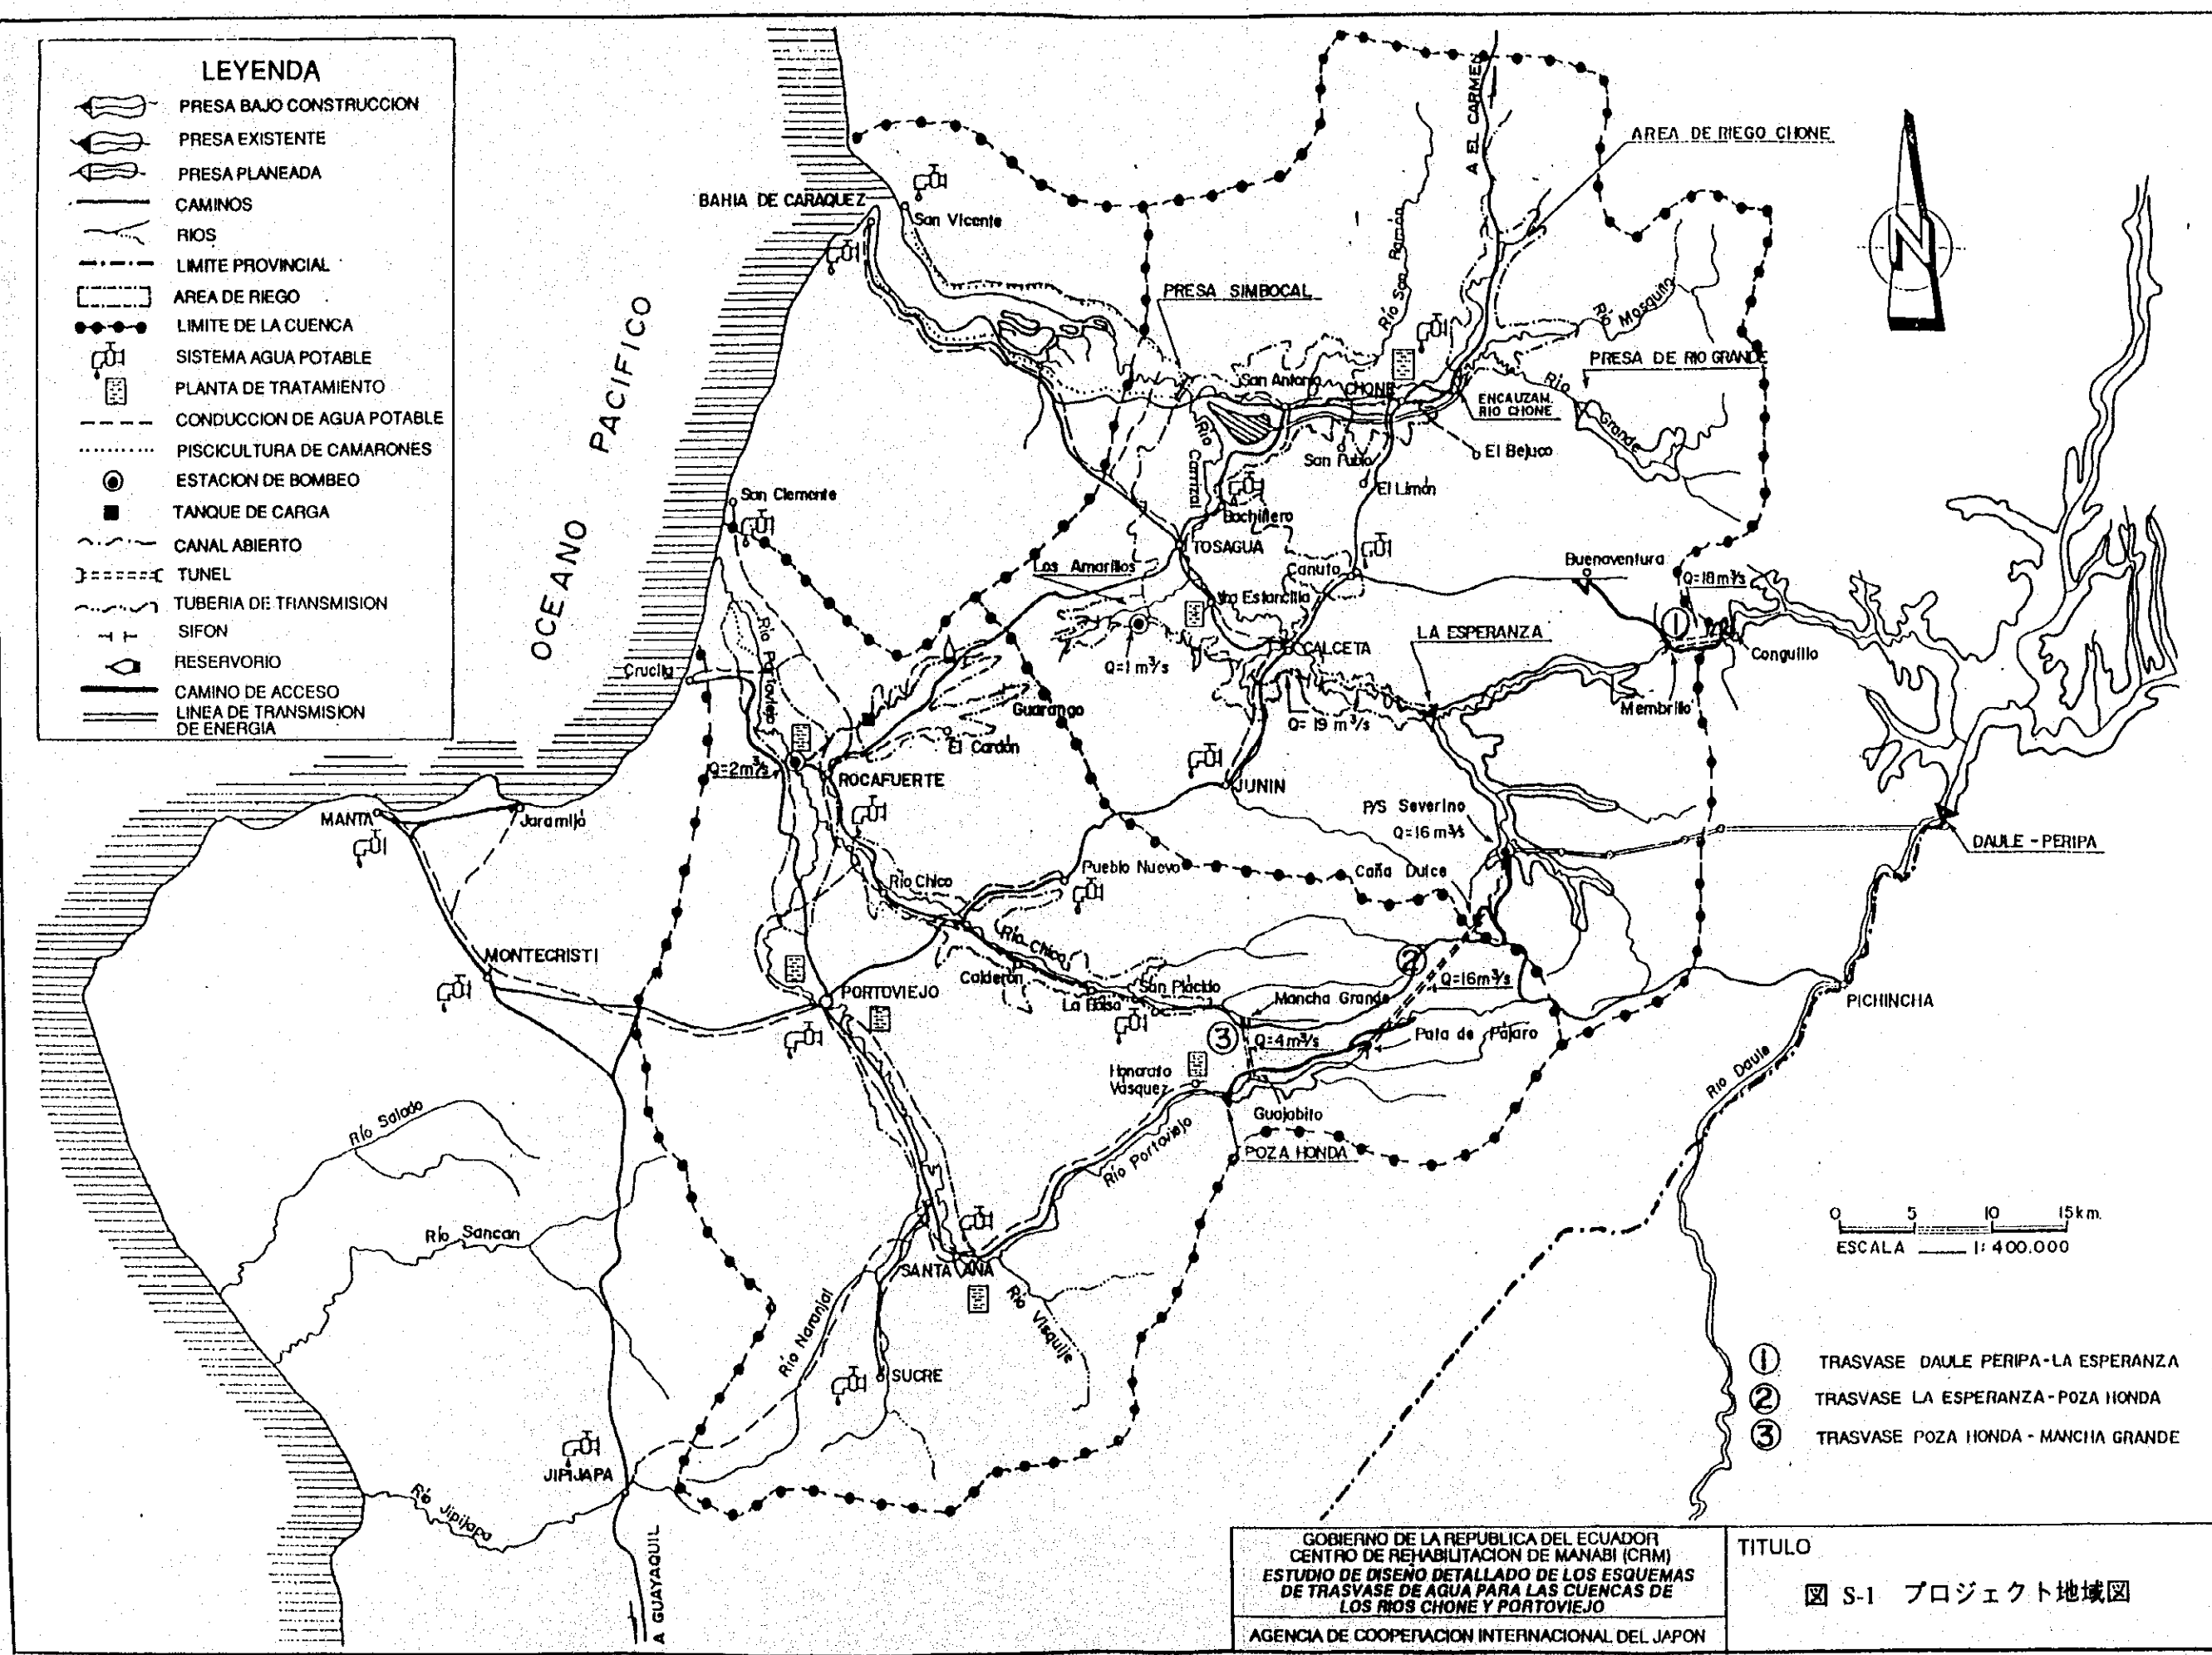 LEYENDA
PRESA BAJO CONSTRUCCION
PRESA EXISTENTE
PRESA PLANEADA
CAMINOS
RIOS
LIMITE PROVINCIAL
AREA DE RIEGO
LIMITE DE LA CUENCA
SISTEMA AGUA POTABLE
PLANTA DE TRATAMIENTO
CONDUCCION DE AGUA POTABLE
PISCICULTURA DE CAMARONES
ESTACION DE BOMBEO
TANQUE DE CARGA
CANAL ABIERTO
TUNEL
TUBERIA DE TRANSMISION
SIFON
RESERVORIO
CAMINO DE ACCESO
LINEA DE TRANSMISION
DE ENERGIA
OCEANO PACIFICO
A EL CARMEN
AREA DE RIEGO CHONE
N
BAHIA DE CARAQUEZ
San Vicente
PRESA SIMBOCAL
Río San Ramón
Río Mosquito
PRESA DE RIO GRANDE
Río Grande
San Antonio
CHONE
ENCAUZAM.
RIO CHONE
Río Carrizal
San Pablo
El Bejuco
El Limón
San Clemente
Bachillero
TOSAGUA
Los Amarillos
Canuto
Buenaventura
Q=18m³/s
1
Conguillo
Q=1m³/s
CALCETA
LA ESPERANZA
Membrillo
Crucita
Río Portoviejo
Guarango
Q= 19 m³/s
El Cardón
Q=2m³/s
ROCAFUERTE
JUNIN
P/S Severino
Q=16m³/s
DAULE - PERIPA
MANTA
Jaramijó
Pueblo Nuevo
Caña Dulce
Río Chico
Río Chico
MONTECRISTI
Calderón
2
Q=16m³/s
PORTOVIEJO
La Bolsa
San Plácido
Mancha Grande
PICHINCHA
3
Q=4m³/s
Pata de Pájaro
Honorato
Vásquez
Guajabito
Río Daule
POZA HONDA
Río Portoviejo
Río Salado
Río Sancan
SANTA ANA
Río Visquije
Río Naranjal
SUCRE
JIPIJAPA
Río Jipijapa
A GUAYAQUIL
0 5 10 15km.
ESCALA 1:400.000
1 TRASVASE DAULE PERIPA-LA ESPERANZA
2 TRASVASE LA ESPERANZA-POZA HONDA
3 TRASVASE POZA HONDA - MANCHA GRANDE
GOBIERNO DE LA REPUBLICA DEL ECUADOR
CENTRO DE REHABILITACION DE MANABI (CRM)
ESTUDIO DE DISEÑO DETALLADO DE LOS ESQUEMAS
DE TRASVASE DE AGUA PARA LAS CUENCAS DE
LOS RIOS CHONE Y PORTOVIEJO
AGENCIA DE COOPERACION INTERNACIONAL DEL JAPON
TITULO
図 S-1 プロジェクト地域図